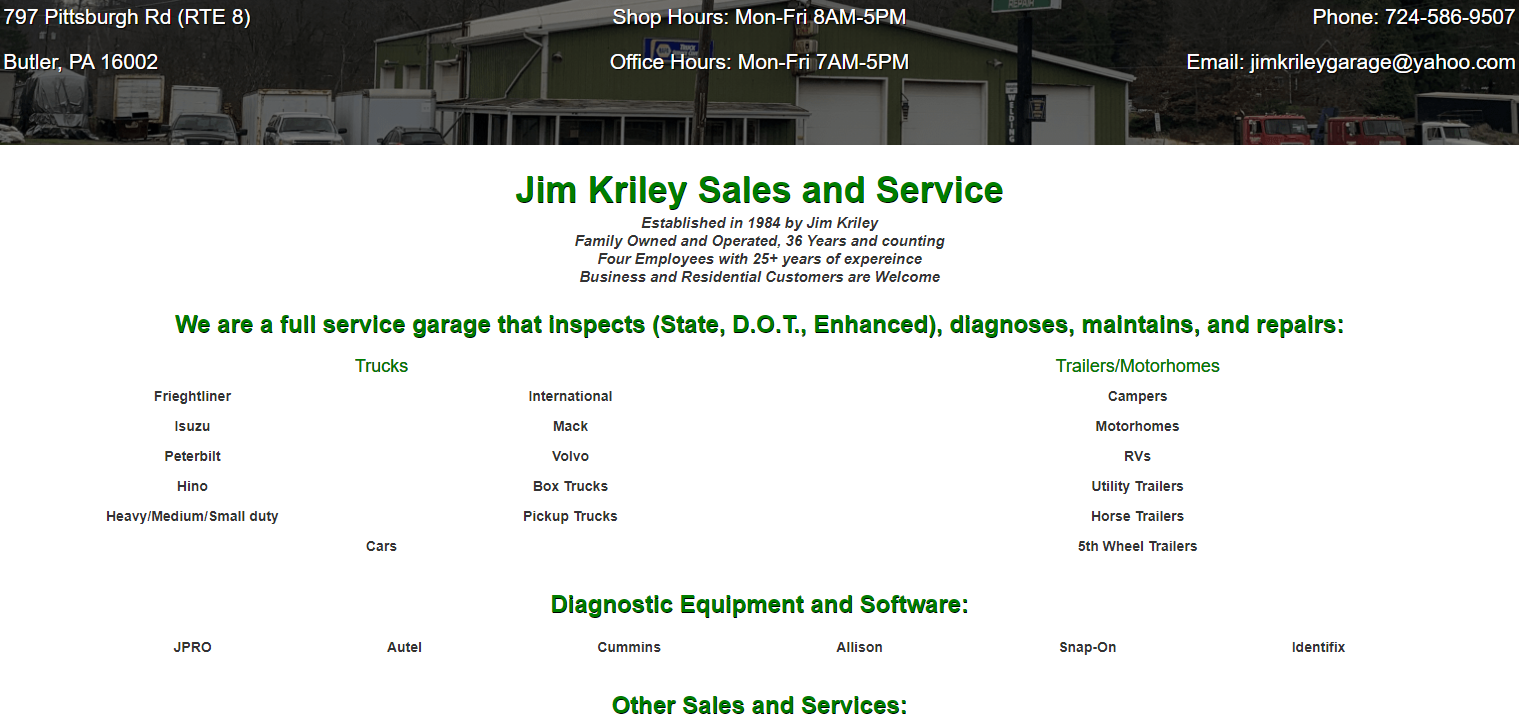 797 Pittsburgh Rd (RTE 8)
Shop Hours: Mon-Fri 8AM-5PM
Phone: 724-586-9507
REPAIR
Butler, PA 16002
Office Hours: Mon-Fri 7AM-5PM
Email: jimkrileygarage@yahoo.com
NAPA
WELDING
Jim Kriley Sales and Service
Established in 1984 by Jim Kriley
Family Owned and Operated, 36 Years and counting
Four Employees with 25+ years of expereince
Business and Residential Customers are Welcome
We are a full service garage that inspects (State, D.O.T., Enhanced), diagnoses, maintains, and repairs:
Trucks
Trailers/Motorhomes
Frieghtliner
International
Campers
Isuzu
Mack
Motorhomes
Peterbilt
Volvo
RVs
Hino
Box Trucks
Utility Trailers
Heavy/Medium/Small duty
Pickup Trucks
Horse Trailers
Cars
5th Wheel Trailers
Diagnostic Equipment and Software:
JPRO
Autel
Cummins
Allison
Snap-On
Identifix
Other Sales and Services: